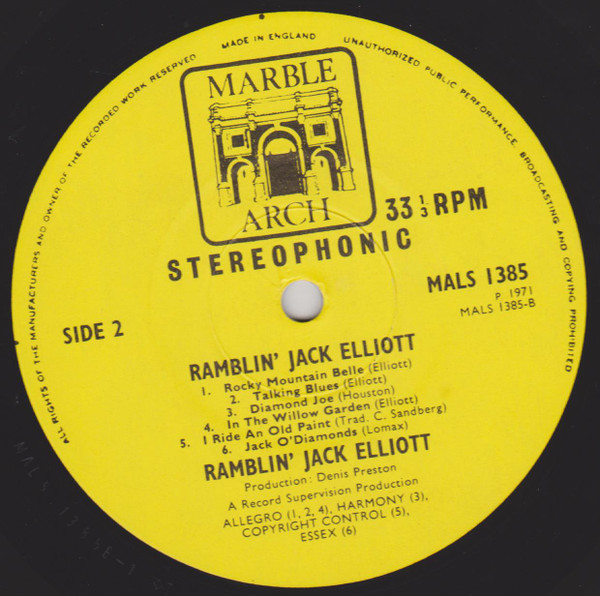 MADE IN ENGLAND
UNAUTHORIZED PUBLIC PERFORMANCE, BROADCASTING AND COPYING PROHIBITED
ALL RIGHTS OF THE MANUFACTURERS AND OWNER OF THE RECORDED WORK RESERVED
MARBLE
ARCH
33 1/3 RPM
STEREOPHONIC
MALS 1385
P 1971
MALS 1385-B
SIDE 2
RAMBLIN' JACK ELLIOTT
1. Rocky Mountain Belle (Elliott)
2. Talking Blues (Elliott)
3. Diamond Joe (Houston)
4. In The Willow Garden (Elliott)
5. I Ride An Old Paint (Trad. C. Sandberg)
6. Jack O'Diamonds (Lomax)
RAMBLIN' JACK ELLIOTT
Production: Denis Preston
A Record Supervision Production
ALLEGRO (1, 2, 4), HARMONY (3),
COPYRIGHT CONTROL (5),
ESSEX (6)
MALS